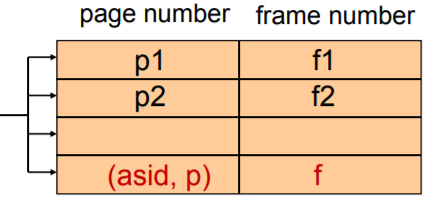 page number frame number
p1 f1
p2 f2
(asid, p) f